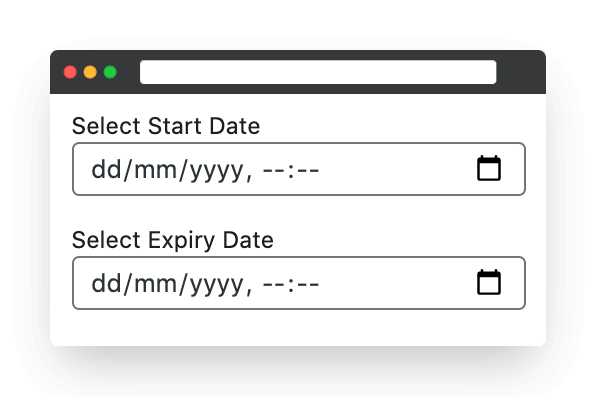 Select Start Date
dd/mm/yyyy, --:--
Select Expiry Date
dd/mm/yyyy, --:--